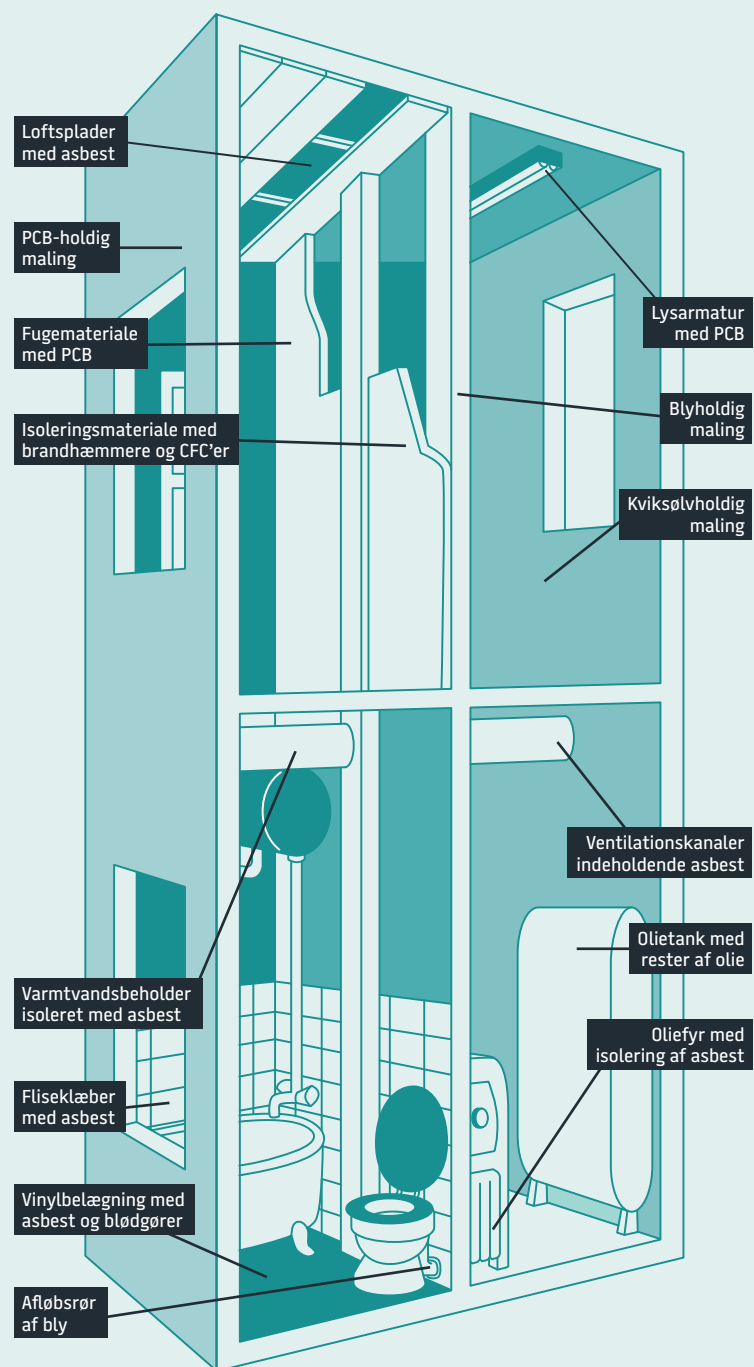 Loftsplader
med asbest
PCB-holdig
maling
Fugemateriale
med PCB
Isoleringsmateriale med
brandhæmmere og CFC’er
Varmtvandsbeholder
isoleret med asbest
Fliseklæber
med asbest
Vinylbelægning med
asbest og blødgører
Afløbsrør
af bly
Lysarmatur
med PCB
Blyholdig
maling
Kviksølvholdig
maling
Ventilationskanaler
indeholdende asbest
Olietank med
rester af olie
Oliefyr med
isolering af asbest